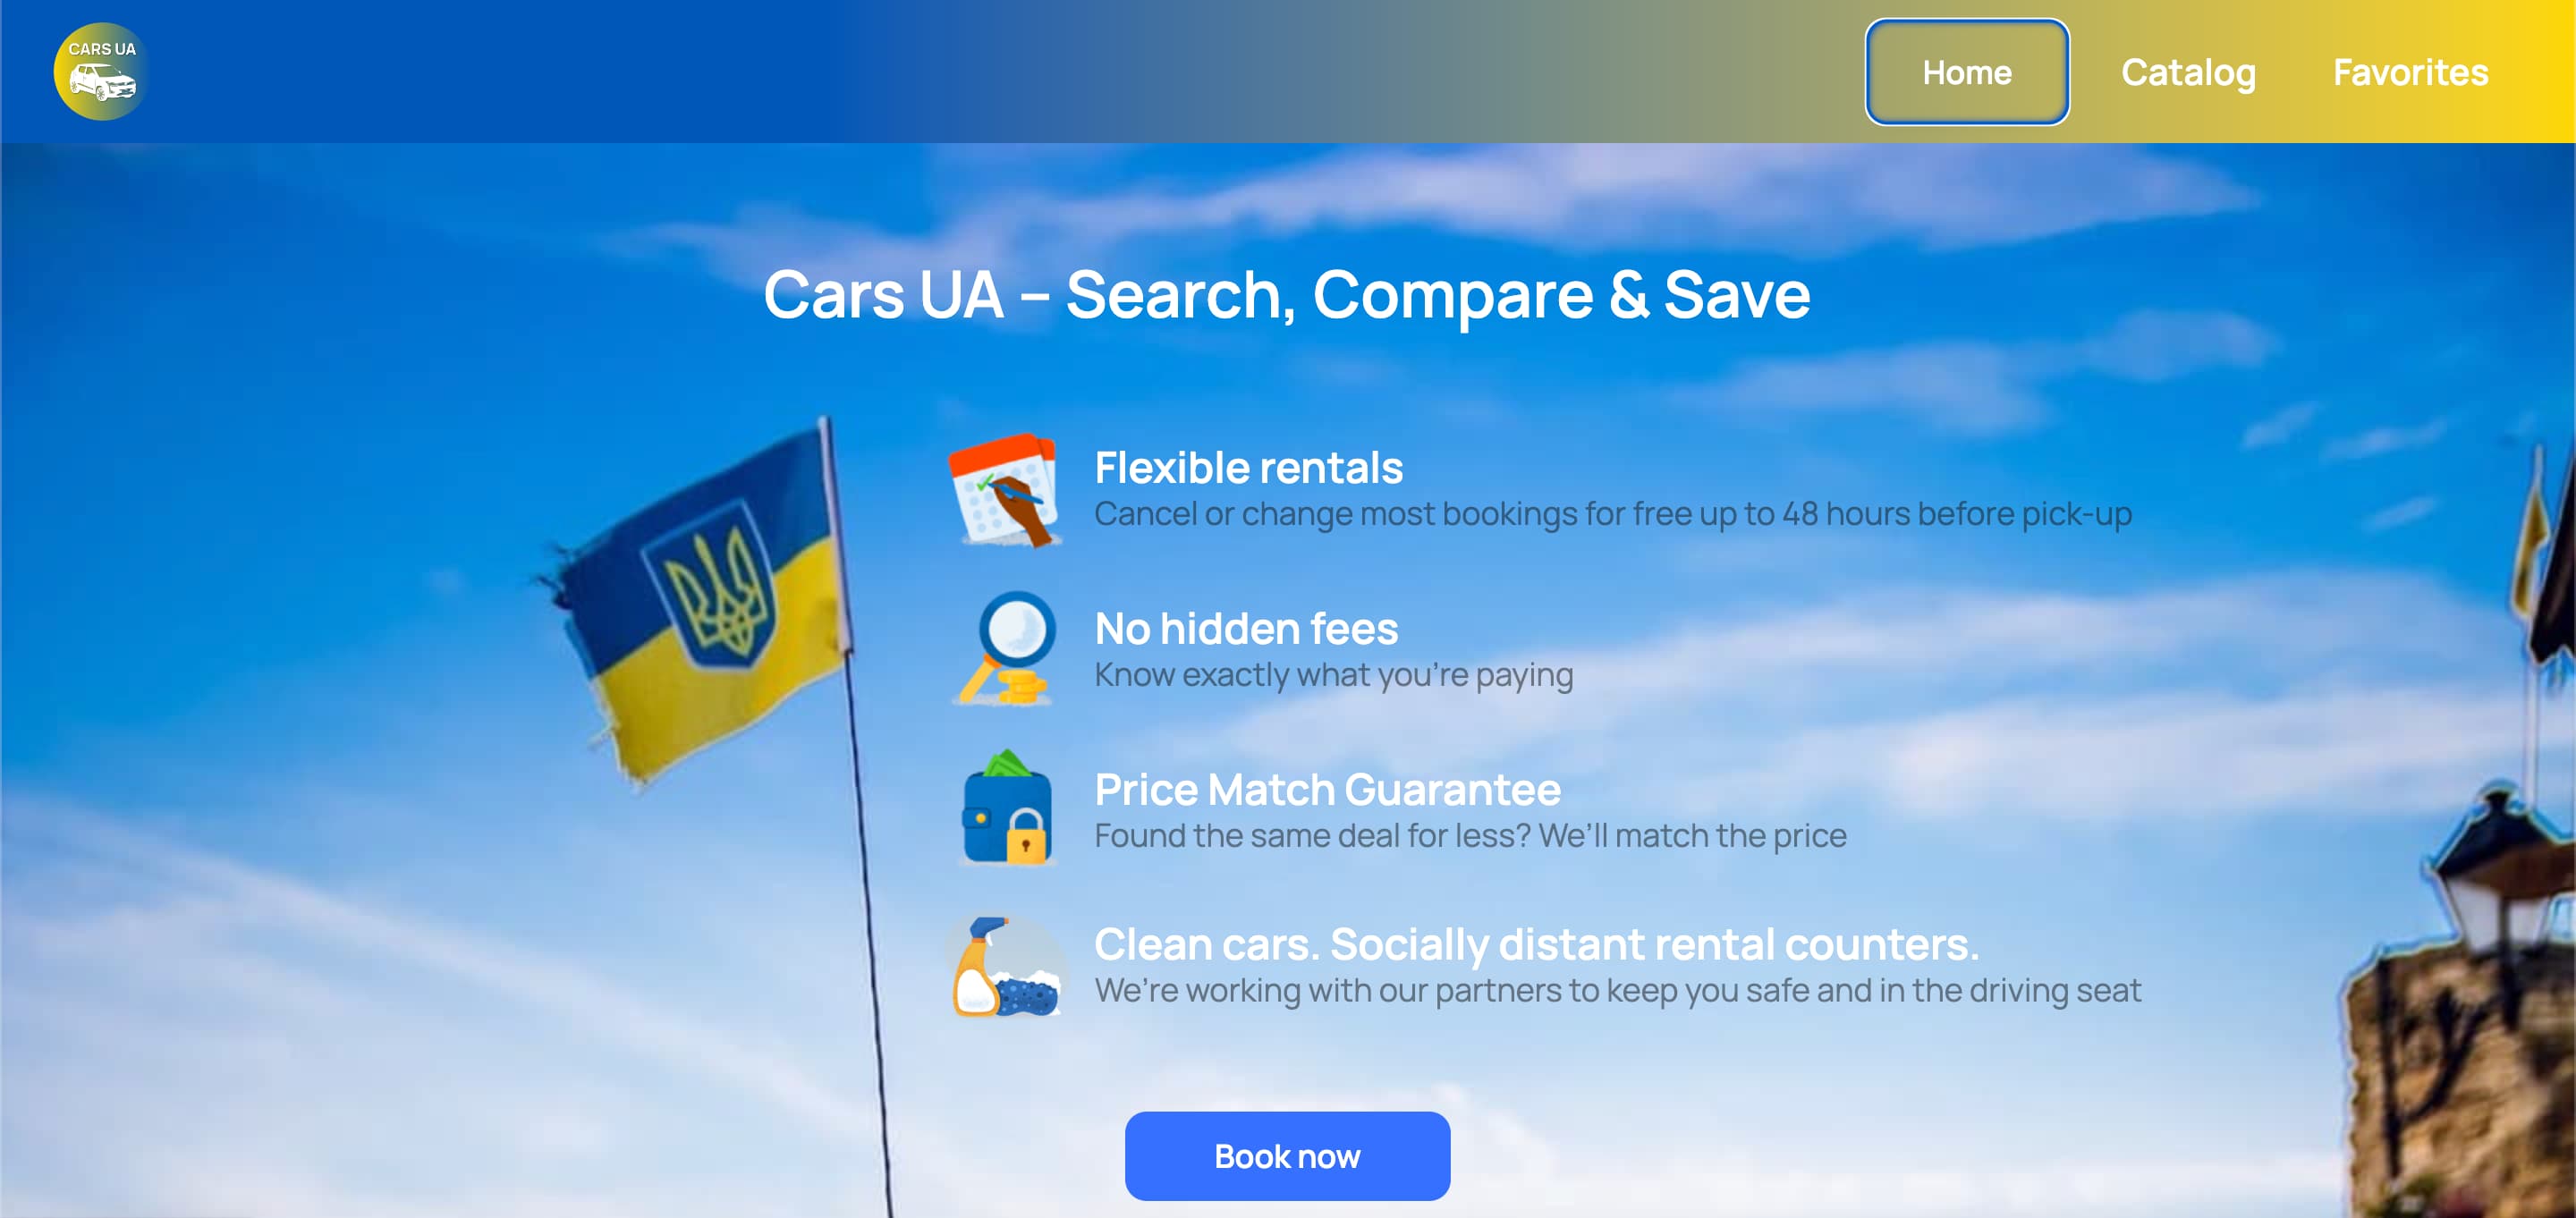 CARS UA
Home
Catalog
Favorites
Cars UA – Search, Compare & Save
Flexible rentals
Cancel or change most bookings for free up to 48 hours before pick-up
No hidden fees
Know exactly what you’re paying
Price Match Guarantee
Found the same deal for less? We’ll match the price
Clean cars. Socially distant rental counters.
We’re working with our partners to keep you safe and in the driving seat
Book now